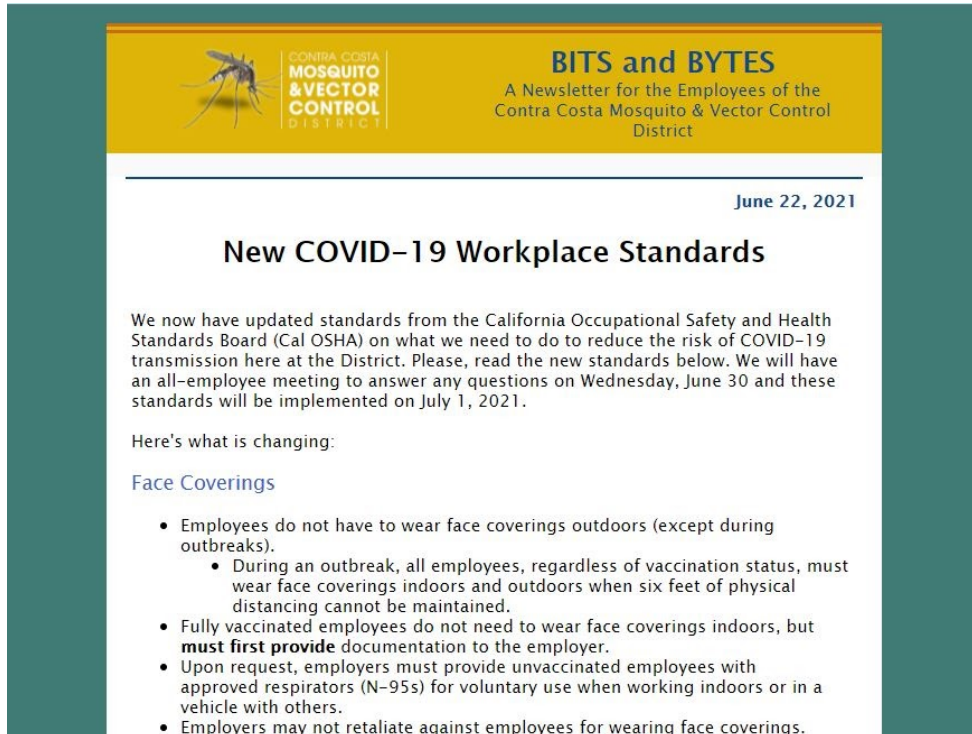 CONTRA COSTA
MOSQUITO
&VECTOR
CONTROL
DISTRICT
BITS and BYTES
A Newsletter for the Employees of the
Contra Costa Mosquito & Vector Control
District
June 22, 2021
New COVID-19 Workplace Standards
We now have updated standards from the California Occupational Safety and Health
Standards Board (Cal OSHA) on what we need to do to reduce the risk of COVID-19
transmission here at the District. Please, read the new standards below. We will have
an all-employee meeting to answer any questions on Wednesday, June 30 and these
standards will be implemented on July 1, 2021.
Here's what is changing:
Face Coverings
• Employees do not have to wear face coverings outdoors (except during
outbreaks).
• During an outbreak, all employees, regardless of vaccination status, must
wear face coverings indoors and outdoors when six feet of physical
distancing cannot be maintained.
• Fully vaccinated employees do not need to wear face coverings indoors, but
must first provide documentation to the employer.
• Upon request, employers must provide unvaccinated employees with
approved respirators (N-95s) for voluntary use when working indoors or in a
vehicle with others.
• Employers may not retaliate against employees for wearing face coverings.